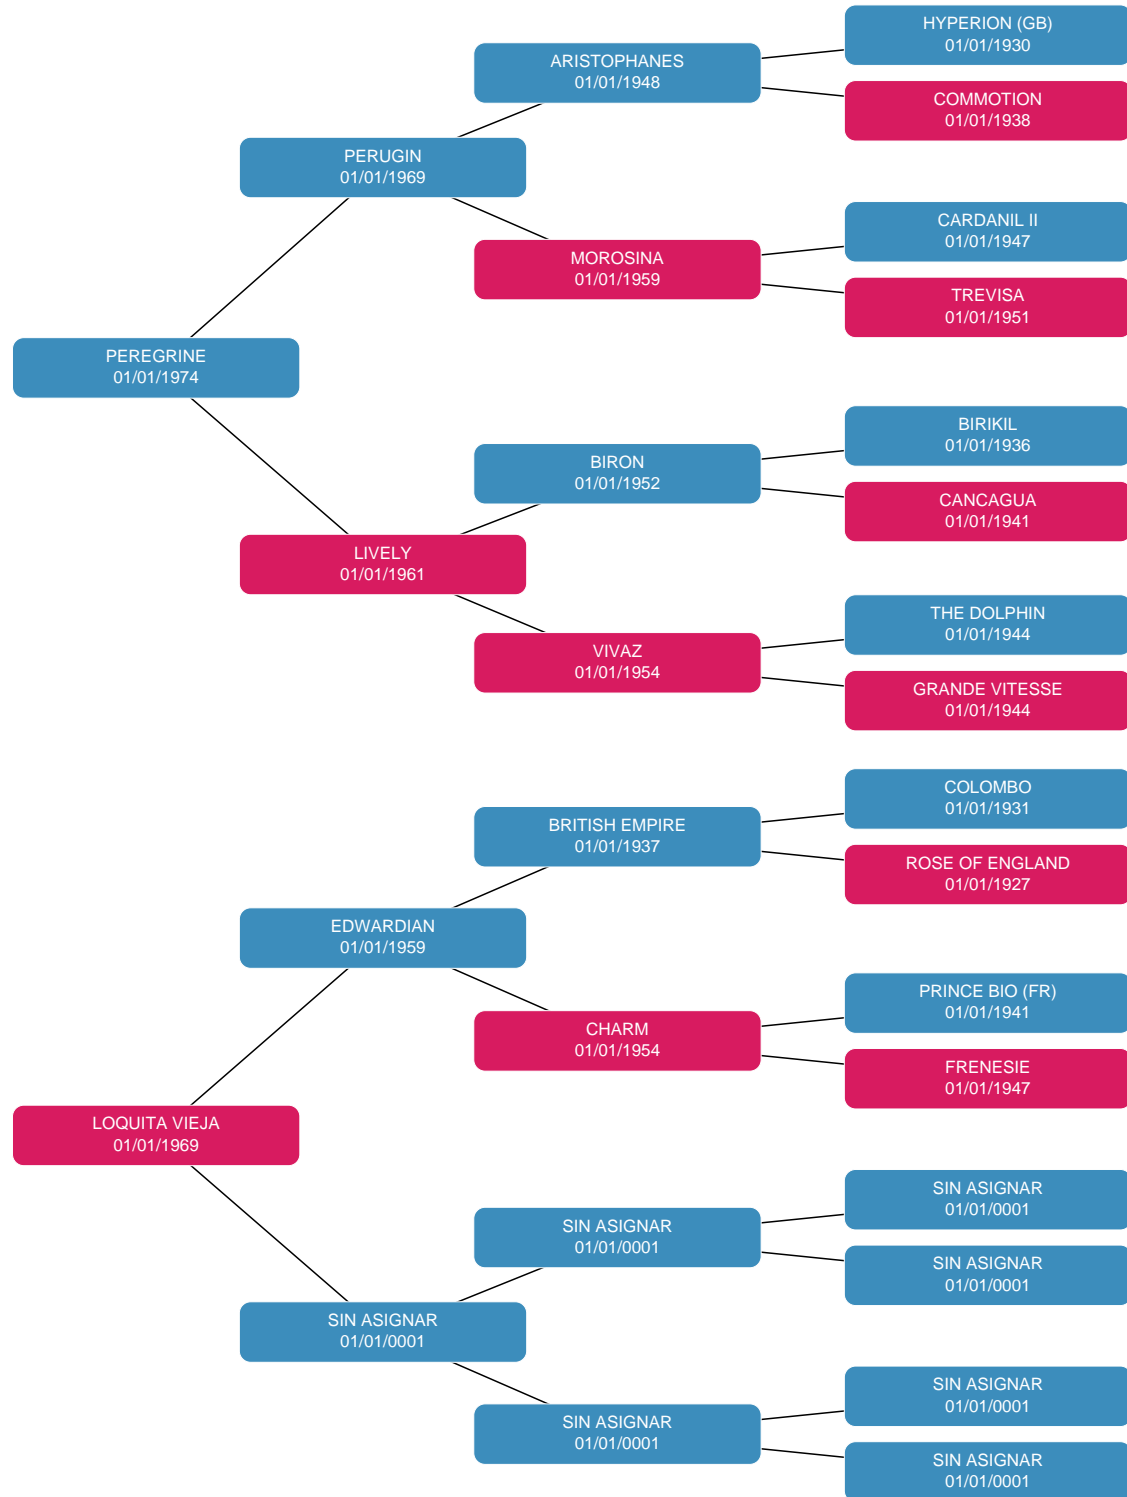 HYPERION (GB)
01/01/1930
ARISTOPHANES
01/01/1948
COMMOTION
01/01/1938
PERUGIN
01/01/1969
CARDANIL II
01/01/1947
MOROSINA
01/01/1959
TREVISA
01/01/1951
PEREGRINE
01/01/1974
BIRIKIL
01/01/1936
BIRON
01/01/1952
CANCAGUA
01/01/1941
LIVELY
01/01/1961
THE DOLPHIN
01/01/1944
VIVAZ
01/01/1954
GRANDE VITESSE
01/01/1944
COLOMBO
01/01/1931
BRITISH EMPIRE
01/01/1937
ROSE OF ENGLAND
01/01/1927
EDWARDIAN
01/01/1959
PRINCE BIO (FR)
01/01/1941
CHARM
01/01/1954
FRENESIE
01/01/1947
LOQUITA VIEJA
01/01/1969
SIN ASIGNAR
01/01/0001
SIN ASIGNAR
01/01/0001
SIN ASIGNAR
01/01/0001
SIN ASIGNAR
01/01/0001
SIN ASIGNAR
01/01/0001
SIN ASIGNAR
01/01/0001
SIN ASIGNAR
01/01/0001